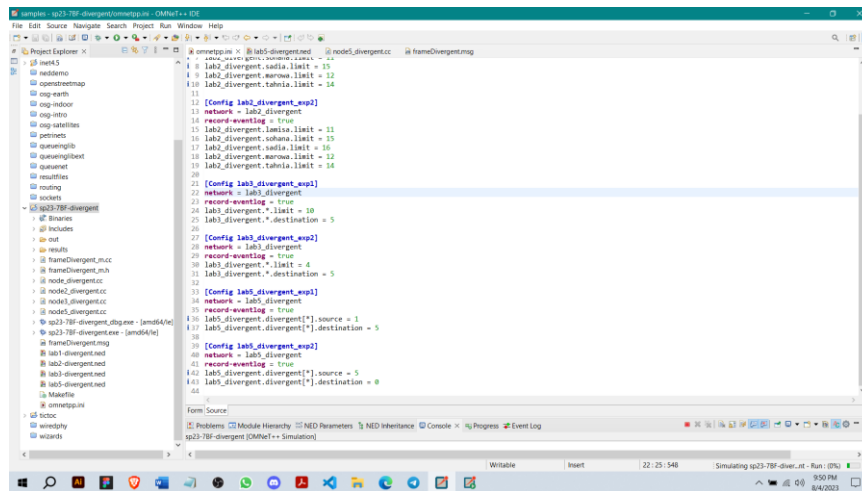 samples - sp23-7BF-divergent/omnetpp.ini - OMNeT++ IDE
File Edit Source Navigate Search Project Run Window Help
Project Explorer
omnetpp.ini
lab5-divergent.ned
node5_divergent.cc
frameDivergent.msg
inet4.5
neddemo
openstreetmap
osg-earth
osg-indoor
osg-intro
osg-satellites
petrinets
queueinglib
queueinglibext
queuenet
resultfiles
routing
sockets
sp23-7BF-divergent
Binaries
Includes
out
results
frameDivergent_m.cc
frameDivergent_m.h
node_divergent.cc
node2_divergent.cc
node3_divergent.cc
node5_divergent.cc
sp23-7BF-divergent_dbg.exe - [amd64/le]
sp23-7BF-divergent.exe - [amd64/le]
frameDivergent.msg
lab1-divergent.ned
lab2-divergent.ned
lab3-divergent.ned
lab5-divergent.ned
Makefile
omnetpp.ini
tictoc
wiredphy
wizards
8 lab2_divergent.sadia.limit = 15
9 lab2_divergent.marowa.limit = 12
10 lab2_divergent.tahnia.limit = 14
11
12 [Config lab2_divergent_exp2]
13 network = lab2_divergent
14 record-eventlog = true
15 lab2_divergent.lamisa.limit = 11
16 lab2_divergent.sohana.limit = 15
17 lab2_divergent.sadia.limit = 16
18 lab2_divergent.marowa.limit = 12
19 lab2_divergent.tahnia.limit = 14
20
21 [Config lab3_divergent_exp1]
22 network = lab3_divergent
23 record-eventlog = true
24 lab3_divergent.*.limit = 10
25 lab3_divergent.*.destination = 5
26
27 [Config lab3_divergent_exp2]
28 network = lab3_divergent
29 record-eventlog = true
30 lab3_divergent.*.limit = 4
31 lab3_divergent.*.destination = 5
32
33 [Config lab5_divergent_exp1]
34 network = lab5_divergent
35 record-eventlog = true
36 lab5_divergent.divergent[*].source = 1
37 lab5_divergent.divergent[*].destination = 5
38
39 [Config lab5_divergent_exp2]
40 network = lab5_divergent
41 record-eventlog = true
42 lab5_divergent.divergent[*].source = 5
43 lab5_divergent.divergent[*].destination = 0
44
Form Source
Problems Module Hierarchy NED Parameters NED Inheritance Console Progress Event Log
sp23-7BF-divergent [OMNeT++ Simulation]
Writable Insert 22 : 25 : 548 Simulating sp23-7BF-diver...nt - Run : (0%)
9:50 PM
8/4/2023